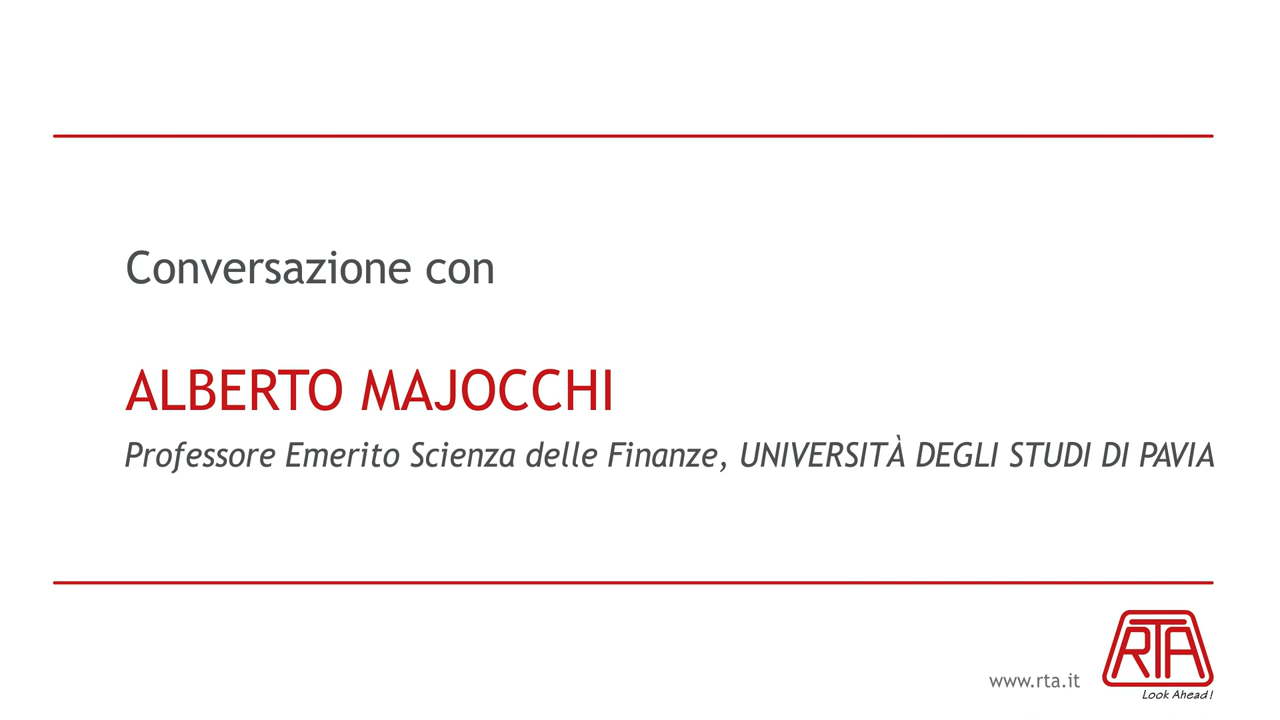 Conversazione con
ALBERTO MAJOCCHI
Professore Emerito Scienza delle Finanze, UNIVERSITÀ DEGLI STUDI DI PAVIA
www.rta.it
RTA
Look Ahead!